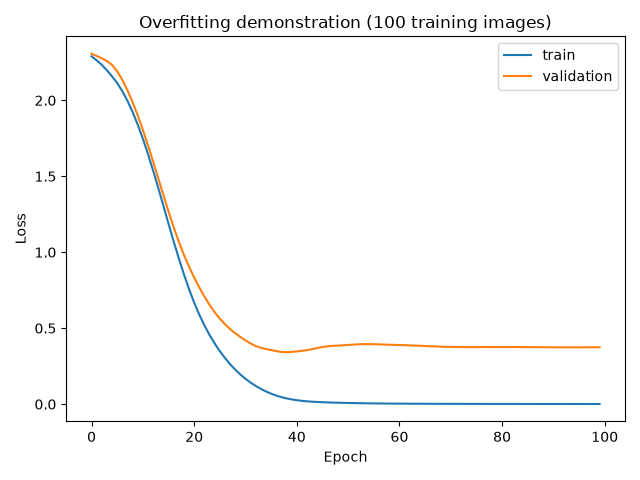 Overfitting demonstration (100 training images)
train
validation
2.0
1.5
1.0
0.5
0.0
Loss
0 20 40 60 80 100
Epoch